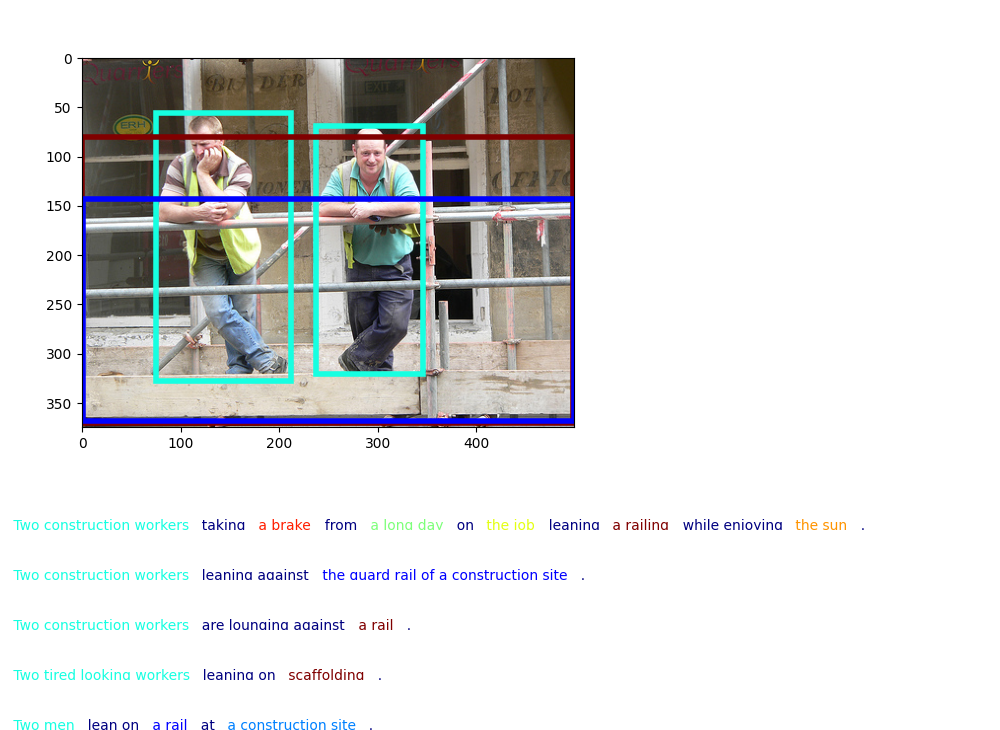 0
50
ERH
EXIT
100
150
200
250
300
350
0 100 200 300 400
Two construction workers taking a brake from a long day on the job leaning a railing while enjoying the sun .
Two construction workers leaning against the guard rail of a construction site .
Two construction workers are lounging against a rail .
Two tired looking workers leaning on scaffolding .
Two men lean on a rail at a construction site .